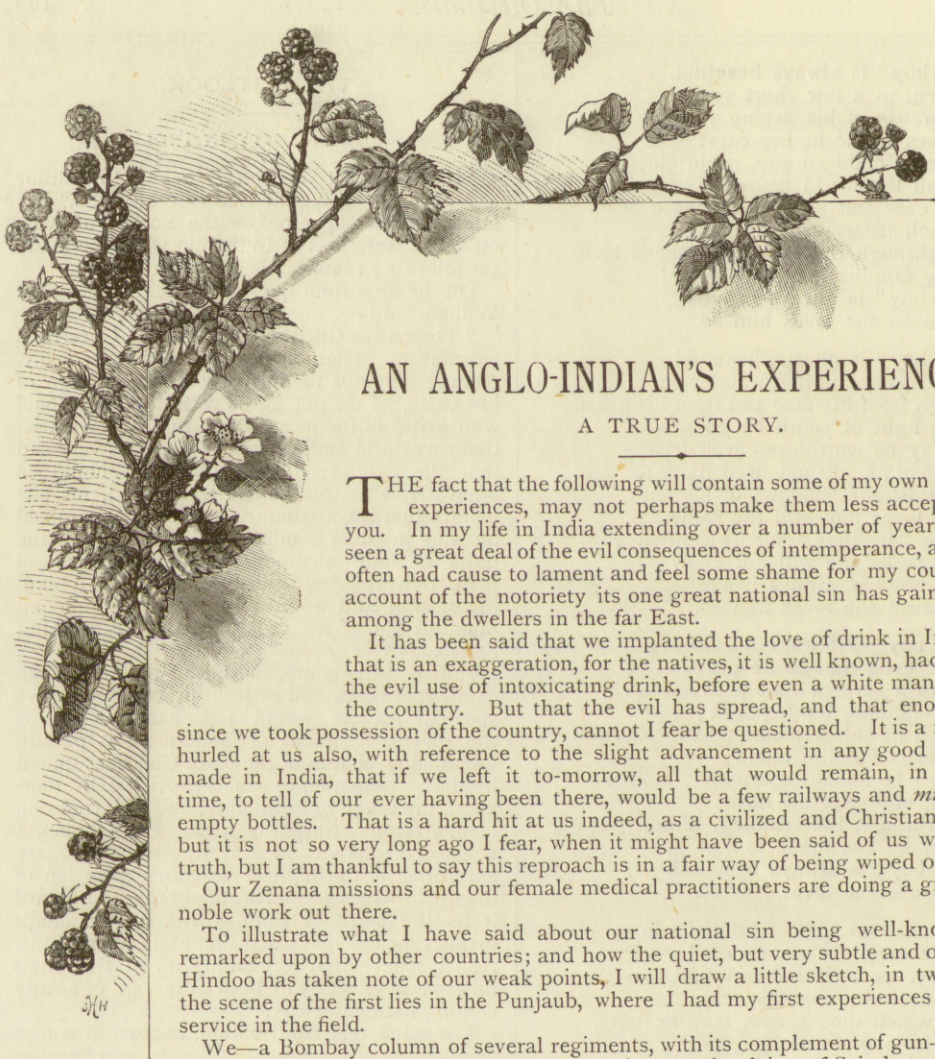 AN ANGLO-INDIAN'S EXPERIENC
A TRUE STORY.
THE fact that the following will contain some of my own
experiences, may not perhaps make them less accep
you. In my life in India extending over a number of year
seen a great deal of the evil consequences of intemperance, a
often had cause to lament and feel some shame for my cou
account of the notoriety its one great national sin has gain
among the dwellers in the far East.
It has been said that we implanted the love of drink in I
that is an exaggeration, for the natives, it is well known, had
the evil use of intoxicating drink, before even a white man
the country. But that the evil has spread, and that eno
since we took possession of the country, cannot I fear be questioned. It is a
hurled at us also, with reference to the slight advancement in any good
made in India, that if we left it to-morrow, all that would remain, in
time, to tell of our ever having been there, would be a few railways and m
empty bottles. That is a hard hit at us indeed, as a civilized and Christian
but it is not so very long ago I fear, when it might have been said of us w
truth, but I am thankful to say this reproach is in a fair way of being wiped o
Our Zenana missions and our female medical practitioners are doing a g
noble work out there.
To illustrate what I have said about our national sin being well-kno
remarked upon by other countries; and how the quiet, but very subtle and o
Hindoo has taken note of our weak points, I will draw a little sketch, in tw
the scene of the first lies in the Punjaub, where I had my first experiences
service in the field.
We—a Bombay column of several regiments, with its complement of gun-